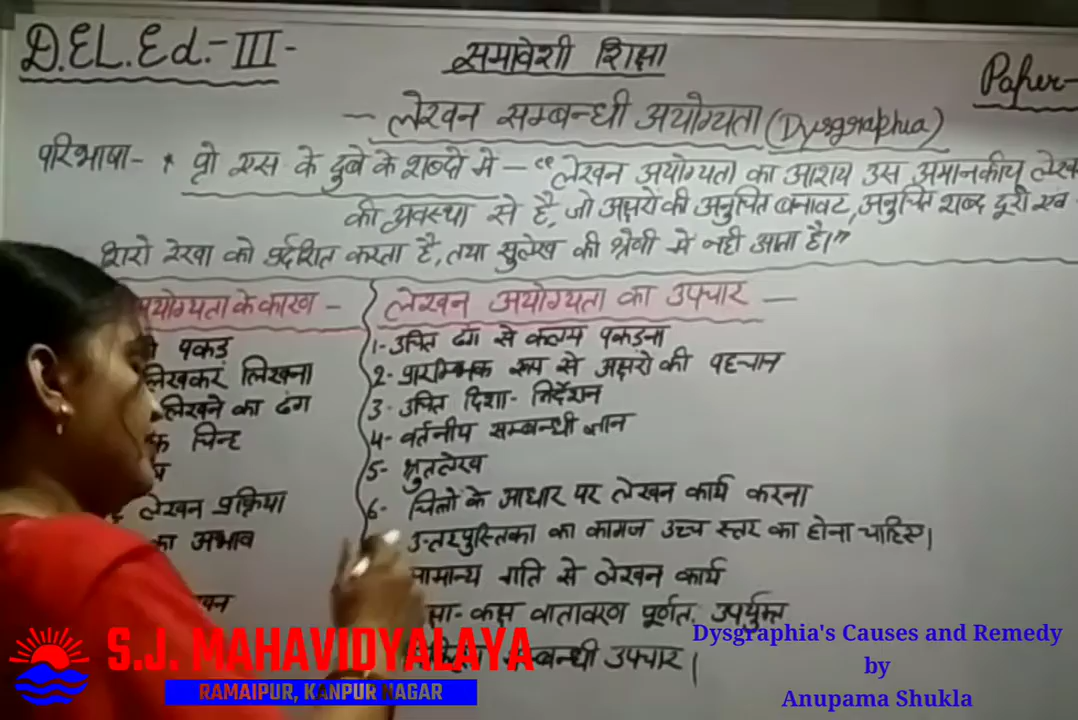 D.EL.Ed.-III-
समावेशी शिक्षा
Paper-
- लेखन सम्बन्धी अयोग्यता (Dysgraphia)
परिभाषा- * प्रो एस के दुबे के शब्दों में - "लेखन अयोग्यता का आशय उस अमानकीय लेख
की अवस्था से है, जो अक्षरों की अनुचित बनावट, अनुचित शब्द दूरी एवं
शिरो रेखा को प्रर्दशित करता है, तथा सुलेख की श्रेणी में नही आता है।"
अयोग्यता के कारण -
पकड़
लिखकर लिखना
लिखने का ढंग
चिन्ह
लेखन प्रक्रिया
का अभाव
लेखन अयोग्यता का उपचार -
1- उचित ढंग से कलम पकड़ना
2- प्रारम्भिक रूप से अक्षरों की पहचान
3- उचित दिशा- निर्देशन
4- वर्तनीय सम्बन्धी ज्ञान
5- श्रुतलेख
6- चित्रों के आधार पर लेखन कार्य करना
उत्तरपुस्तिका का कागज उच्च स्तर का होना चाहिए।
सामान्य गति से लेखन कार्य
कक्ष वातावरण पूर्णत: उपर्युक्त
सम्बन्धी उपचार।
S.J. MAHAVIDYALAYA
RAMAIPUR, KANPUR NAGAR
Dysgraphia's Causes and Remedy
by
Anupama Shukla